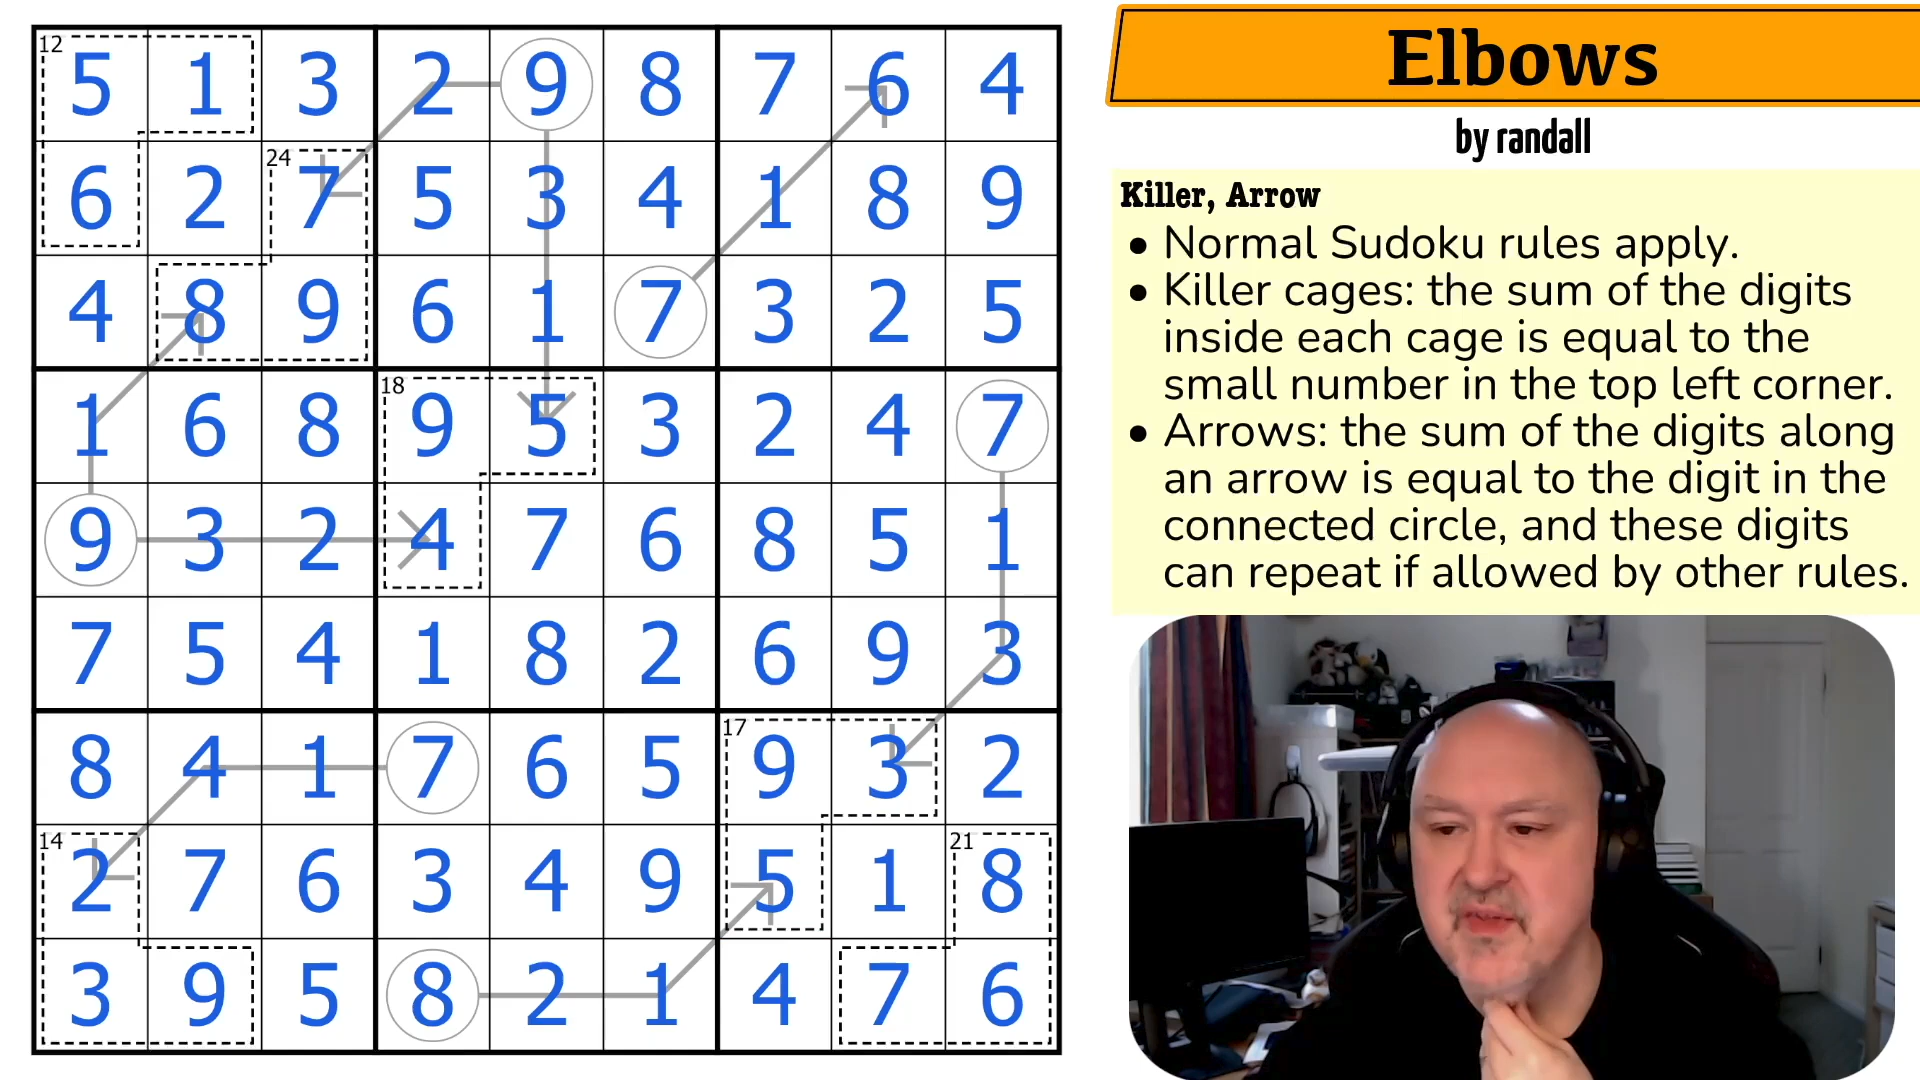 Elbows
by randall
Killer, Arrow
• Normal Sudoku rules apply.
• Killer cages: the sum of the digits
inside each cage is equal to the
small number in the top left corner.
• Arrows: the sum of the digits along
an arrow is equal to the digit in the
connected circle, and these digits
can repeat if allowed by other rules.
12
5 1 3 2 9 8 7 6 4
24
6 2 7 5 3 4 1 8 9
4 8 9 6 1 7 3 2 5
18
1 6 8 9 5 3 2 4 7
9 3 2 4 7 6 8 5 1
7 5 4 1 8 2 6 9 3
17
8 4 1 7 6 5 9 3 2
14 21
2 7 6 3 4 9 5 1 8
3 9 5 8 2 1 4 7 6